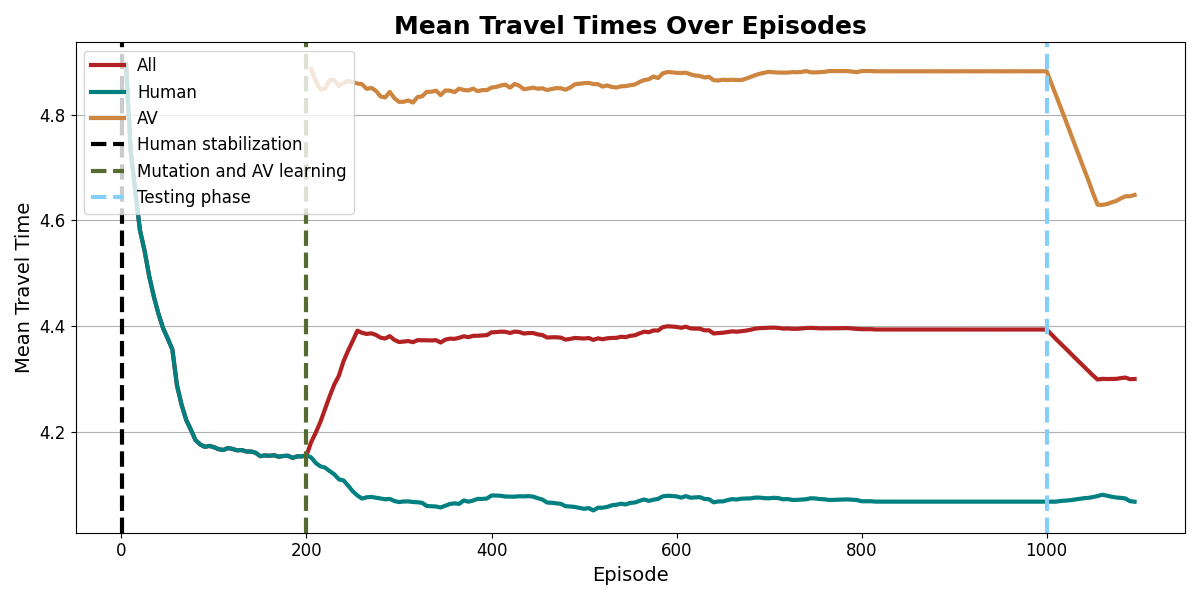 Mean Travel Times Over Episodes
All
Human
AV
Human stabilization
Mutation and AV learning
Testing phase
Mean Travel Time
4.8
4.6
4.4
4.2
0
200
400
600
800
1000
Episode